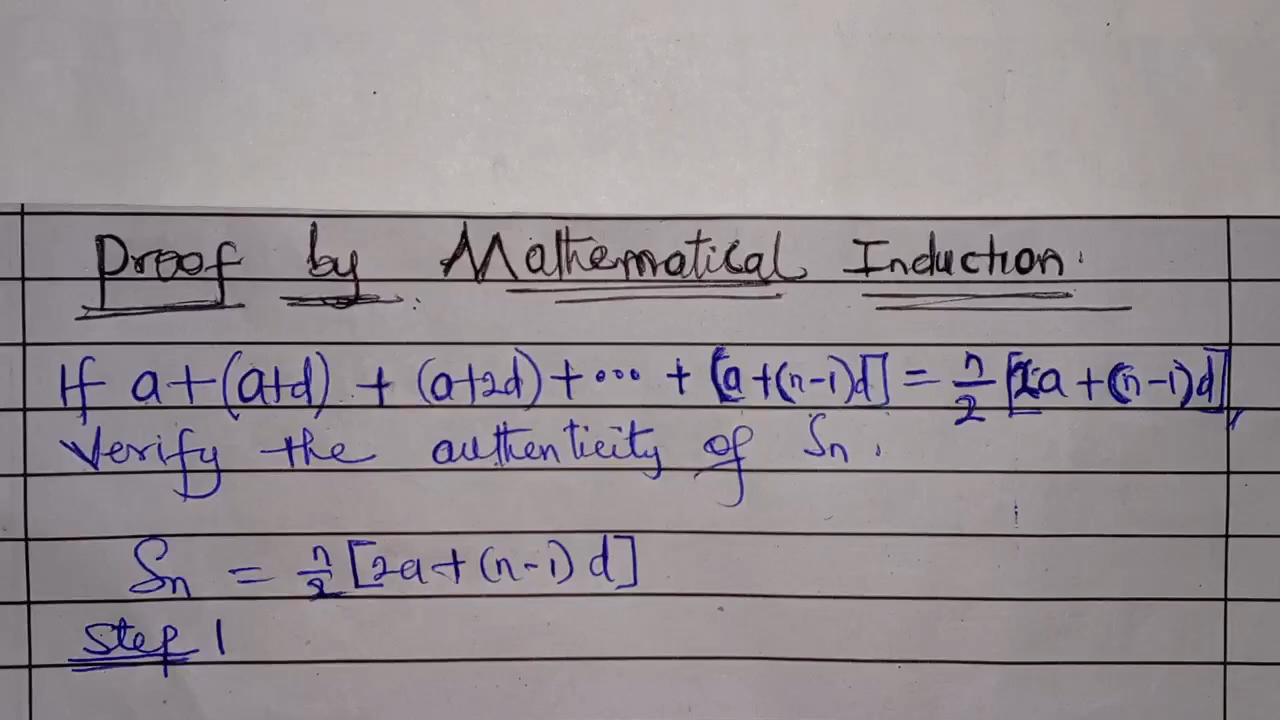 Proof by Mathematical Induction.
If a+(a+d) + (a+2d)+... + [a+(n-1)d] = n/2 [2a+(n-1)d],
Verify the authenticity of Sn.
Sn = n/2 [2a+(n-1)d]
Step 1